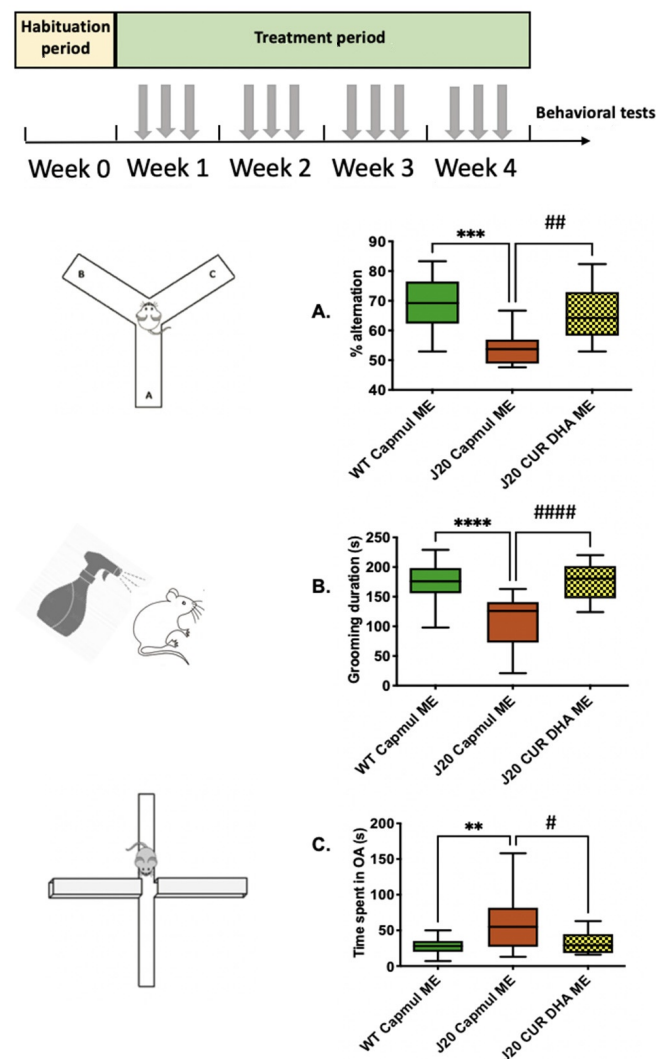 Habituation
period
Treatment period
Behavioral tests
Week 0 Week 1 Week 2 Week 3 Week 4
B
C
A
A.
% alternation
90
80
70
60
50
40
***
##
WT Capmul ME
J20 Capmul ME
J20 CUR DHA ME
B.
Grooming duration (s)
250
200
150
100
50
0
****
####
WT Capmul ME
J20 Capmul ME
J20 CUR DHA ME
C.
Time spent in OA (s)
200
150
100
50
0
**
#
WT Capmul ME
J20 Capmul ME
J20 CUR DHA ME